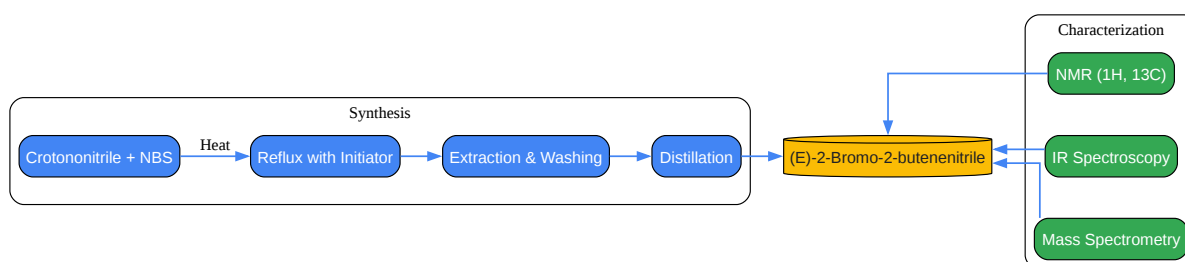 Synthesis
Crotononitrile + NBS
Heat
Reflux with Initiator
Extraction & Washing
Distillation
(E)-2-Bromo-2-butenenitrile
Characterization
NMR (1H, 13C)
IR Spectroscopy
Mass Spectrometry